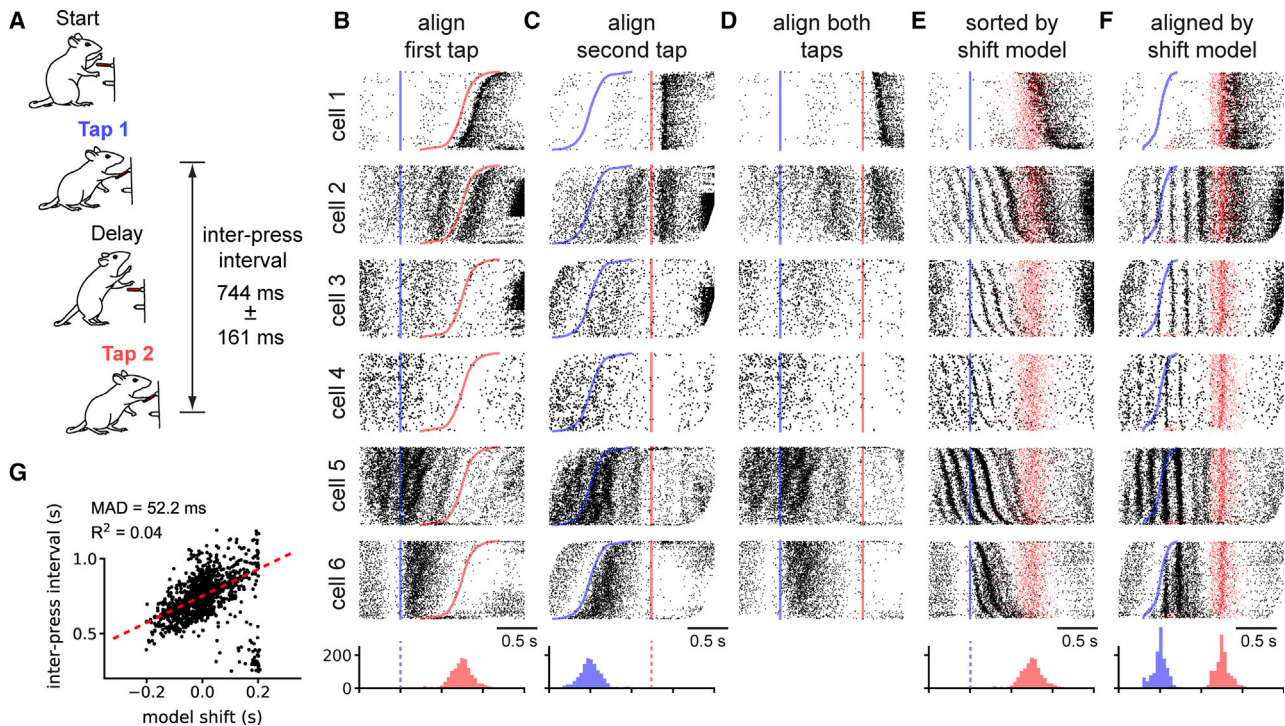 A
Start
Tap 1
Delay
Tap 2
inter-press
interval
744 ms
±
161 ms
B
align
first tap
C
align
second tap
D
align both
taps
E
sorted by
shift model
F
aligned by
shift model
cell 1
cell 2
cell 3
cell 4
cell 5
cell 6
0.5 s
0.5 s
0.5 s
200
0
G
MAD = 52.2 ms
R² = 0.04
inter-press interval (s)
1.0
0.5
−0.2
0.0
0.2
model shift (s)